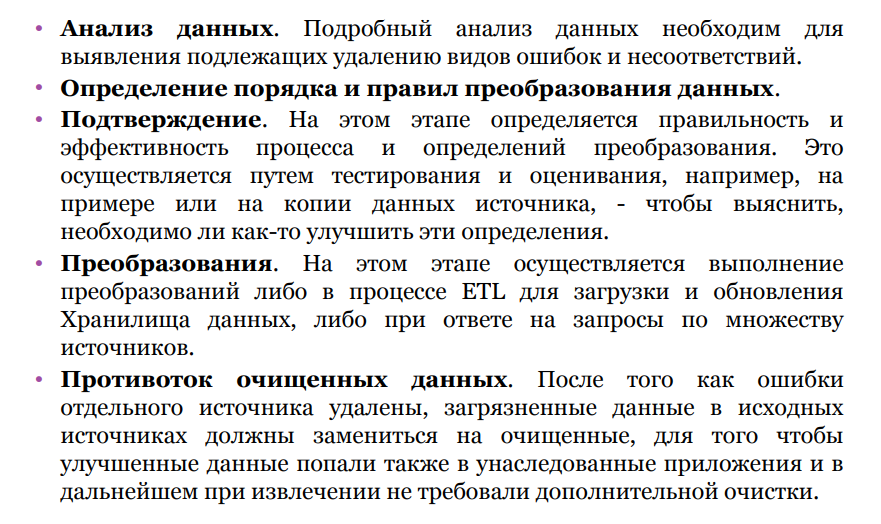 • Анализ данных. Подробный анализ данных необходим для
выявления подлежащих удалению видов ошибок и несоответствий.
• Определение порядка и правил преобразования данных.
• Подтверждение. На этом этапе определяется правильность и
эффективность процесса и определений преобразования. Это
осуществляется путем тестирования и оценивания, например, на
примере или на копии данных источника, - чтобы выяснить,
необходимо ли как-то улучшить эти определения.
• Преобразования. На этом этапе осуществляется выполнение
преобразований либо в процессе ETL для загрузки и обновления
Хранилища данных, либо при ответе на запросы по множеству
источников.
• Противоток очищенных данных. После того как ошибки
отдельного источника удалены, загрязненные данные в исходных
источниках должны замениться на очищенные, для того чтобы
улучшенные данные попали также в унаследованные приложения и в
дальнейшем при извлечении не требовали дополнительной очистки.